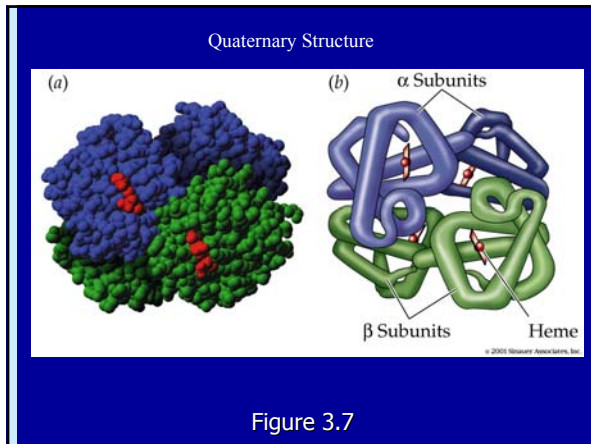 Quaternary Structure
(a)
(b)
α Subunits
β Subunits
Heme
© 2001 Sinauer Associates, Inc.
Figure 3.7